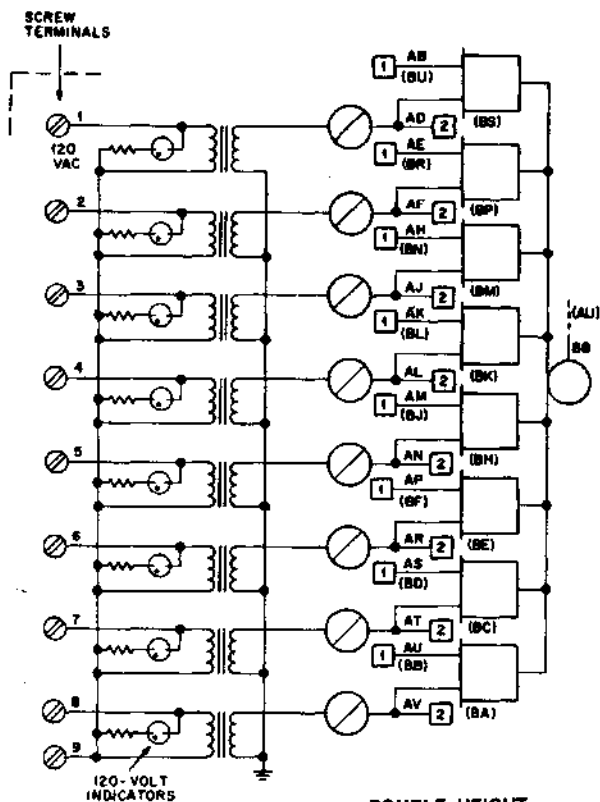 SCREW
TERMINALS
1
120
VAC
2
3
4
5
6
7
8
9
120-VOLT
INDICATORS
1 AB
(BU)
AD 2 (BS)
1 AE
(BR)
AF 2 (BP)
1 AH
(BN)
AJ 2 (BM)
1 AK
(BL)
AL 2 (BK)
1 AM
(BJ)
AN 2 (BH)
1 AP
(BF)
AR 2 (BE)
1 AS
(BD)
AT 2 (BC)
1 AU
(BB)
AV 2 (BA)
(AU)
DOUBLE HEIGHT